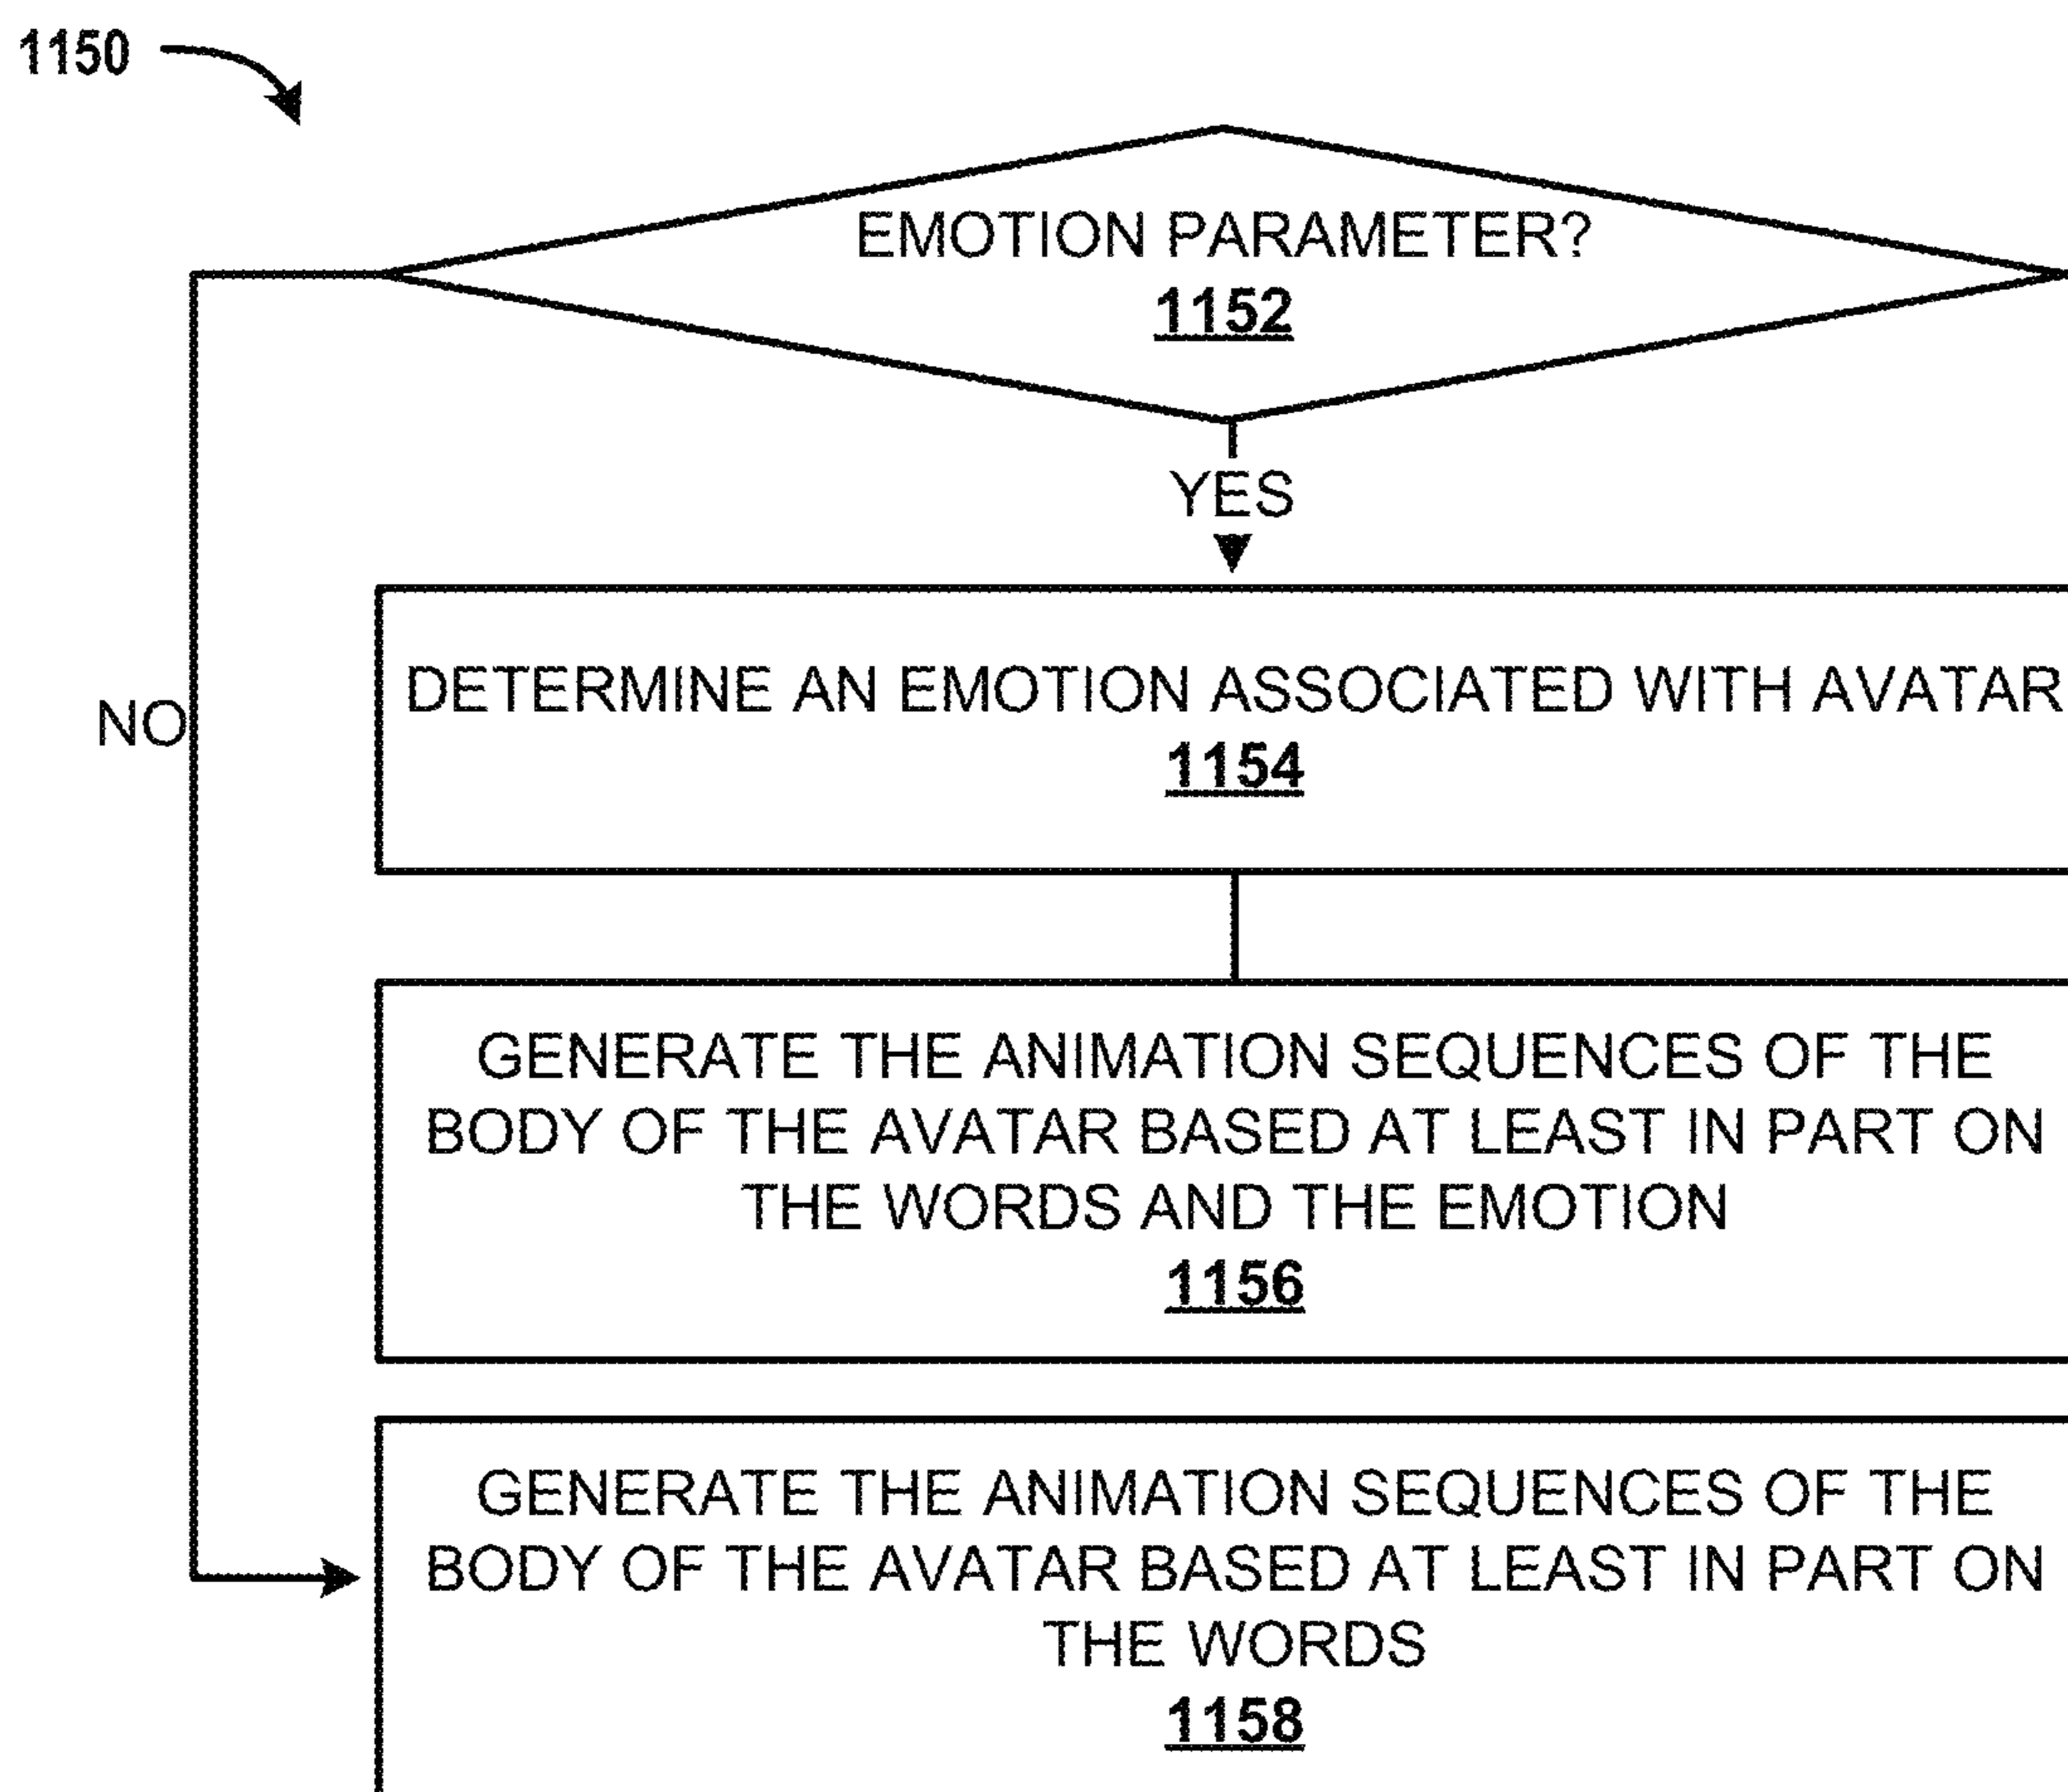 1150
EMOTION PARAMETER?
1152
YES
DETERMINE AN EMOTION ASSOCIATED WITH AVATAR
NO
1154
GENERATE THE ANIMATION SEQUENCES OF THE
BODY OF THE AVATAR BASED AT LEAST IN PART ON
THE WORDS AND THE EMOTION
1156
GENERATE THE ANIMATION SEQUENCES OF THE
BODY OF THE AVATAR BASED AT LEAST IN PART ON
THE WORDS
1158